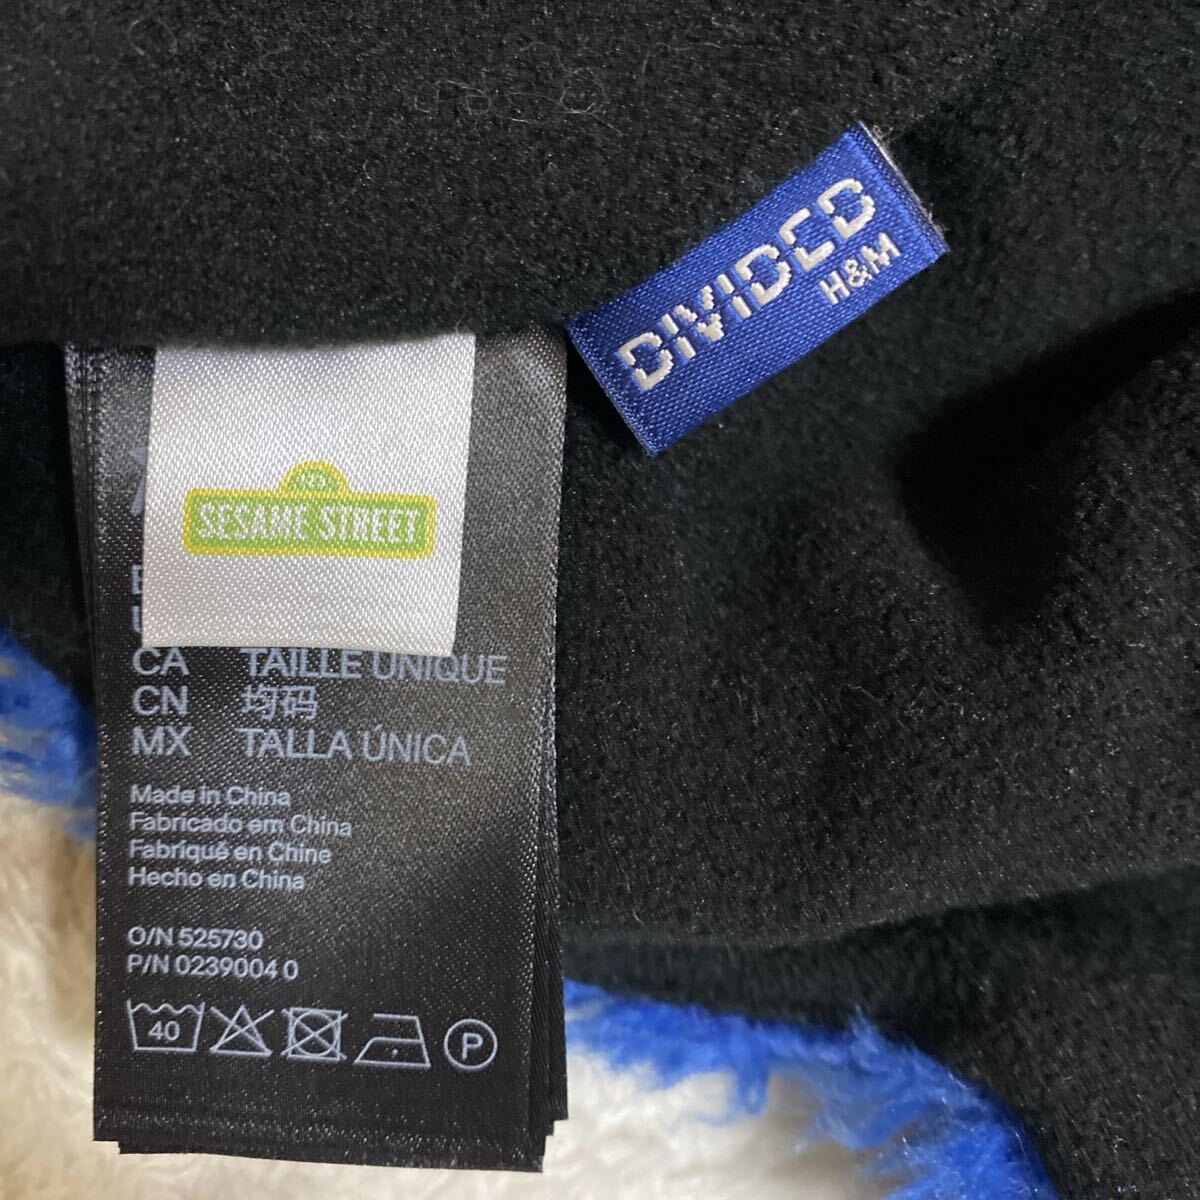 DIVIDED
H&M
123
SESAME STREET
CA TAILLE UNIQUE
CN 均码
MX TALLA ÚNICA
Made in China
Fabricado em China
Fabriqué en Chine
Hecho en China
O/N 525730
P/N 0239004 0
40
P